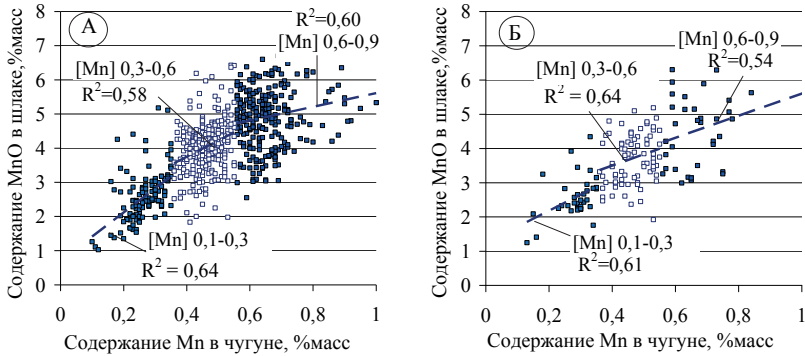 А
R²=0,60
[Mn] 0,6-0,9
[Mn] 0,3-0,6
R²=0,58
[Mn] 0,1-0,3
R² = 0,64
Содержание MnO в шлаке,%масс
8
7
6
5
4
3
2
1
0
0 0,2 0,4 0,6 0,8 1
Содержание Mn в чугуне, %масс
Б
[Mn] 0,6-0,9
R²=0,54
[Mn] 0,3-0,6
R² = 0,64
[Mn] 0,1-0,3
R²=0,61
Содержание MnO в шлаке,%масс
8
7
6
5
4
3
2
1
0
0 0,2 0,4 0,6 0,8 1
Содержание Mn в чугуне, %масс